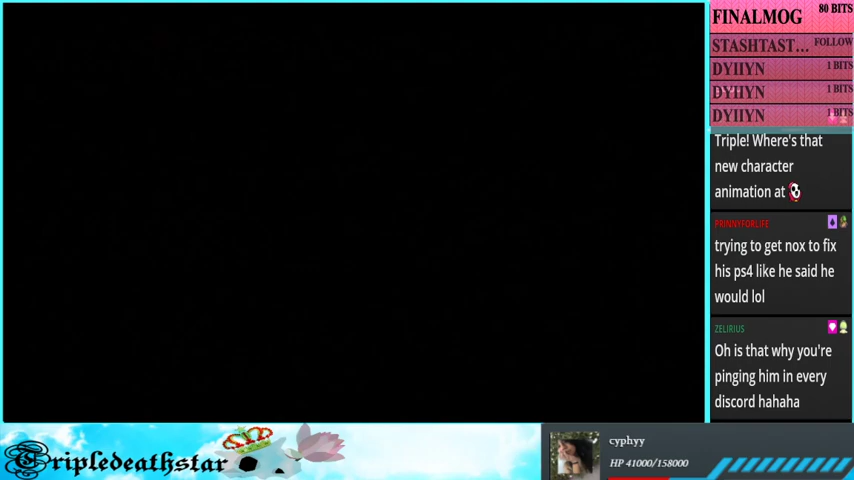 FINALMOG 80 BITS
STASHTAST... FOLLOW
DYIIYN 1 BITS
DYIIYN 1 BITS
DYIIYN 1 BITS
Triple! Where's that
new character
animation at
PRINNYFORLIFE
trying to get nox to fix
his ps4 like he said he
would lol
ZELIRIUS
Oh is that why you're
pinging him in every
discord hahaha
Tripledeathstar
cyphyy
HP 41000/158000